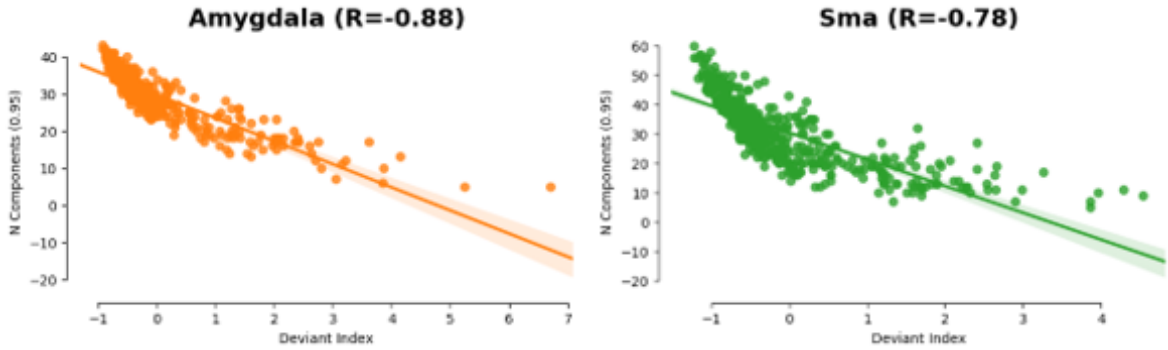 Amygdala (R=-0.88)
N Components (0.95)
40
30
20
10
0
−10
−20
−1 0 1 2 3 4 5 6 7
Deviant Index
Sma (R=-0.78)
N Components (0.95)
60
50
40
30
20
10
0
−10
−20
−1 0 1 2 3 4
Deviant Index